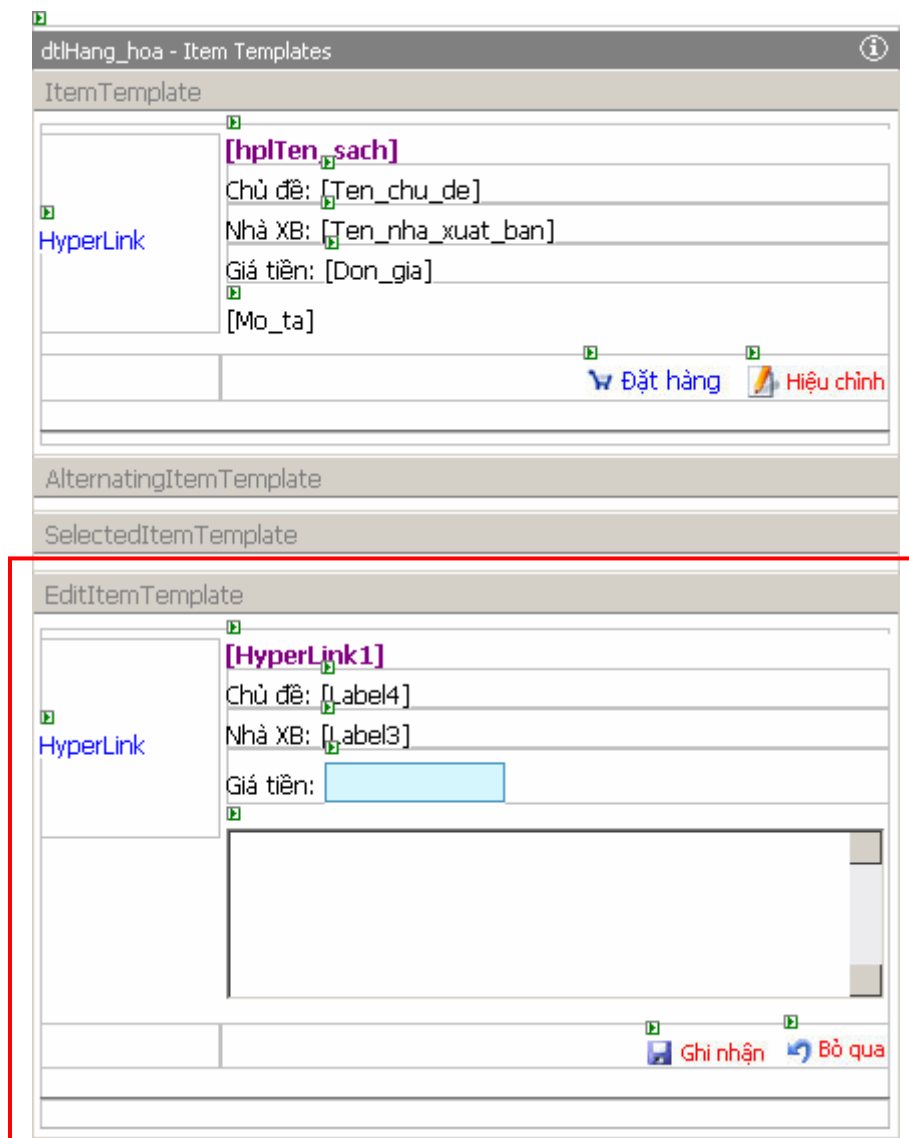 dtlHang_hoa - Item Templates
ItemTemplate
[hplTen_sach]
Chủ đề: [Ten_chu_de]
HyperLink
Nhà XB: [Ten_nha_xuat_ban]
Giá tiền: [Don_gia]
[Mo_ta]
Đặt hàng Hiệu chỉnh
AlternatingItemTemplate
SelectedItemTemplate
EditItemTemplate
[HyperLink1]
Chủ đề: [Label4]
HyperLink
Nhà XB: [Label3]
Giá tiền:
Ghi nhận Bỏ qua